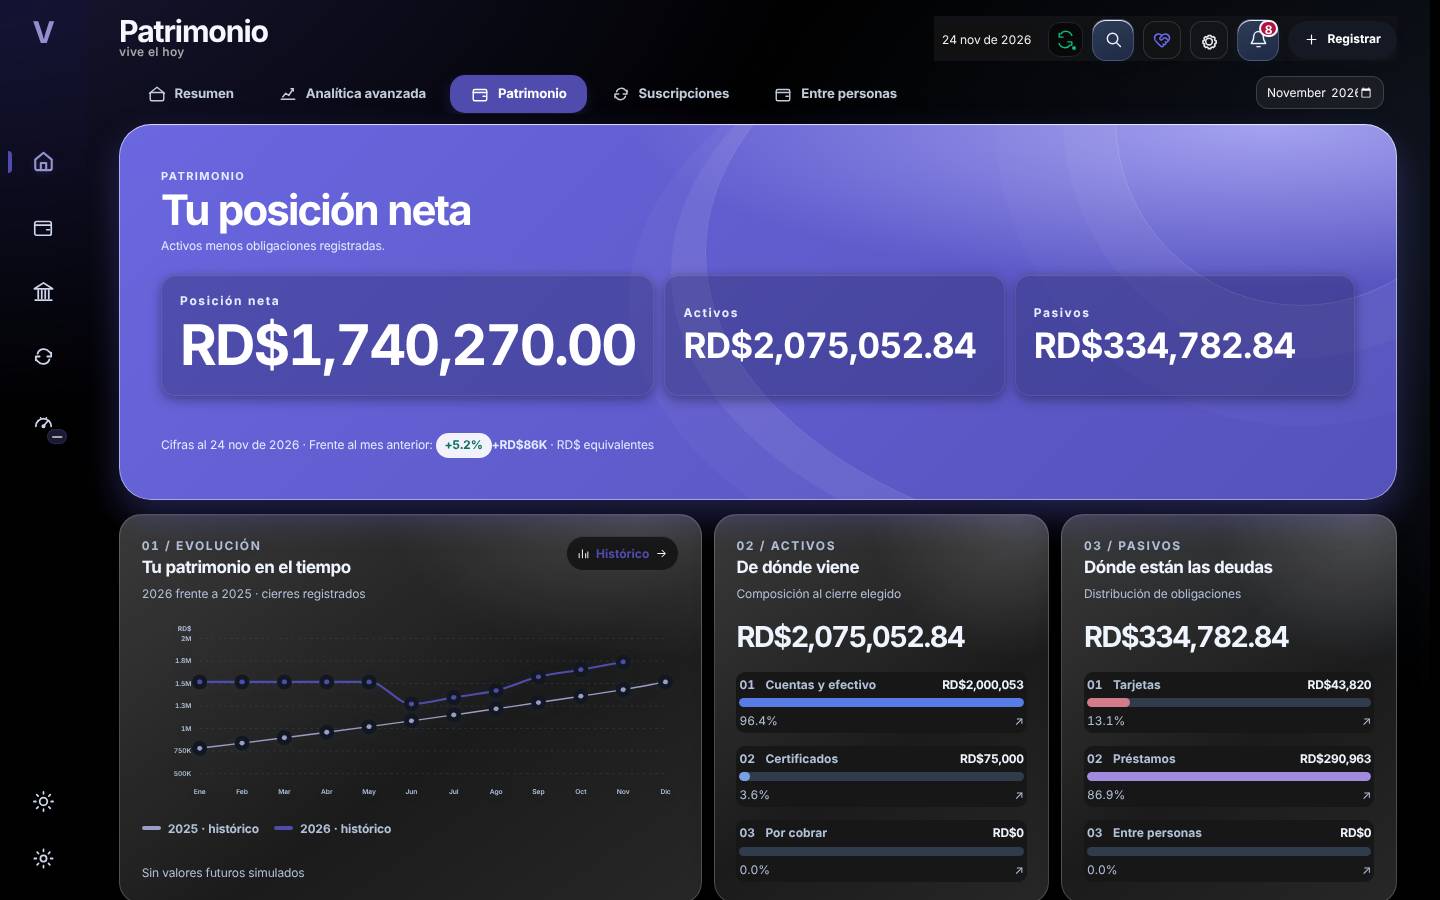 V
Patrimonio
vive el hoy
24 nov de 2026
8
Registrar
Resumen
Analítica avanzada
Patrimonio
Suscripciones
Entre personas
November 2026
PATRIMONIO
Tu posición neta
Activos menos obligaciones registradas.
Posición neta
RD$1,740,270.00
Activos
RD$2,075,052.84
Pasivos
RD$334,782.84
Cifras al 24 nov de 2026 · Frente al mes anterior: +5.2% +RD$86K · RD$ equivalentes
01 / EVOLUCIÓN
Tu patrimonio en el tiempo
Histórico →
2026 frente a 2025 · cierres registrados
RD$
2M
1.8M
1.5M
1.3M
1M
750K
500K
Ene Feb Mar Abr May Jun Jul Ago Sep Oct Nov Dic
2025 · histórico 2026 · histórico
Sin valores futuros simulados
02 / ACTIVOS
De dónde viene
Composición al cierre elegido
RD$2,075,052.84
01 Cuentas y efectivo RD$2,000,053
96.4%
02 Certificados RD$75,000
3.6%
03 Por cobrar RD$0
0.0%
03 / PASIVOS
Dónde están las deudas
Distribución de obligaciones
RD$334,782.84
01 Tarjetas RD$43,820
13.1%
02 Préstamos RD$290,963
86.9%
03 Entre personas RD$0
0.0%